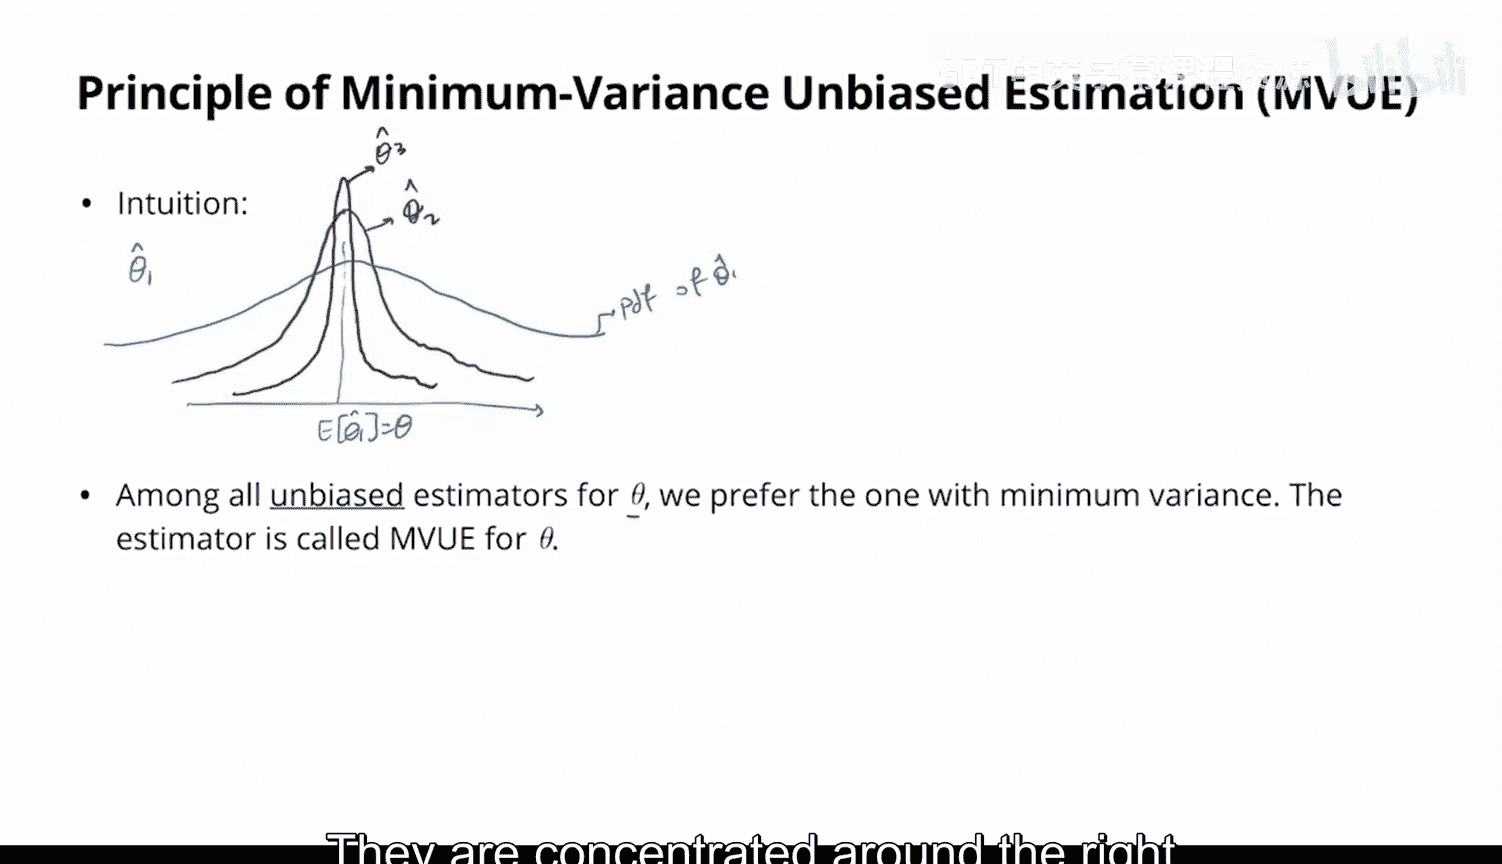 Principle of Minimum-Variance Unbiased Estimation (MVUE)
bilibili
θ̂3
• Intuition:
θ̂2
θ̂1
pdf of θ̂1
E[θ̂1]=θ
• Among all unbiased estimators for θ, we prefer the one with minimum variance. The
estimator is called MVUE for θ.
They are concentrated around the right